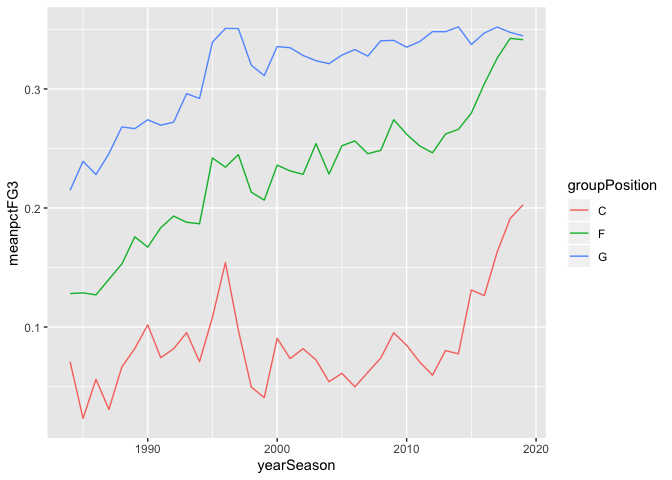 meanpctFG3
0.3
0.2
0.1
1990
2000
2010
2020
yearSeason
groupPosition
C
F
G